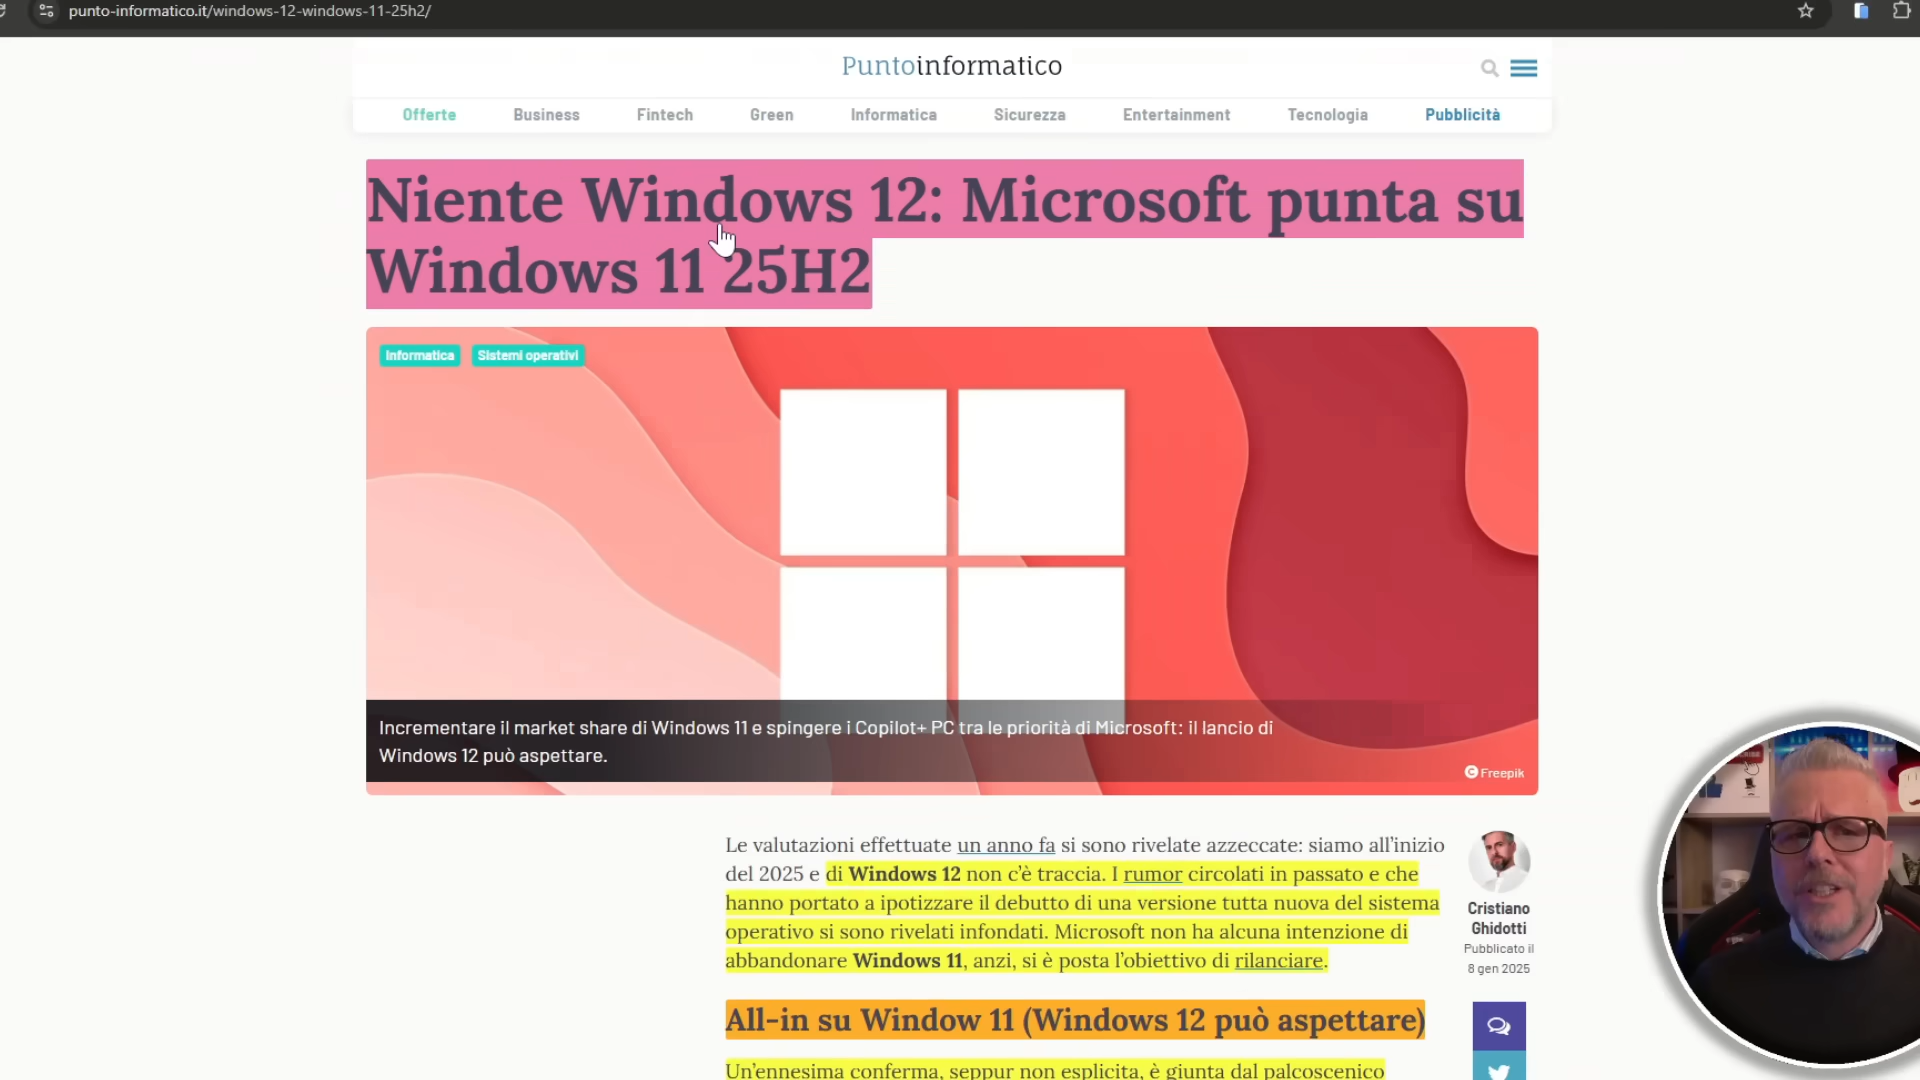 punto-informatico.it/windows-12-windows-11-25h2/
Puntoinformatico
Offerte Business Fintech Green Informatica Sicurezza Entertainment Tecnologia Pubblicità
Niente Windows 12: Microsoft punta su
Windows 11 25H2
Informatica Sistemi operativi
Incrementare il market share di Windows 11 e spingere i Copilot+ PC tra le priorità di Microsoft: il lancio di
Windows 12 può aspettare.
Freepik
Le valutazioni effettuate un anno fa si sono rivelate azzeccate: siamo all'inizio
del 2025 e di Windows 12 non c'è traccia. I rumor circolati in passato e che
hanno portato a ipotizzare il debutto di una versione tutta nuova del sistema
operativo si sono rivelati infondati. Microsoft non ha alcuna intenzione di
abbandonare Windows 11, anzi, si è posta l'obiettivo di rilanciare.
Cristiano
Ghidotti
Pubblicato il
8 gen 2025
All-in su Window 11 (Windows 12 può aspettare)
Un'ennesima conferma, seppur non esplicita, è giunta dal palcoscenico